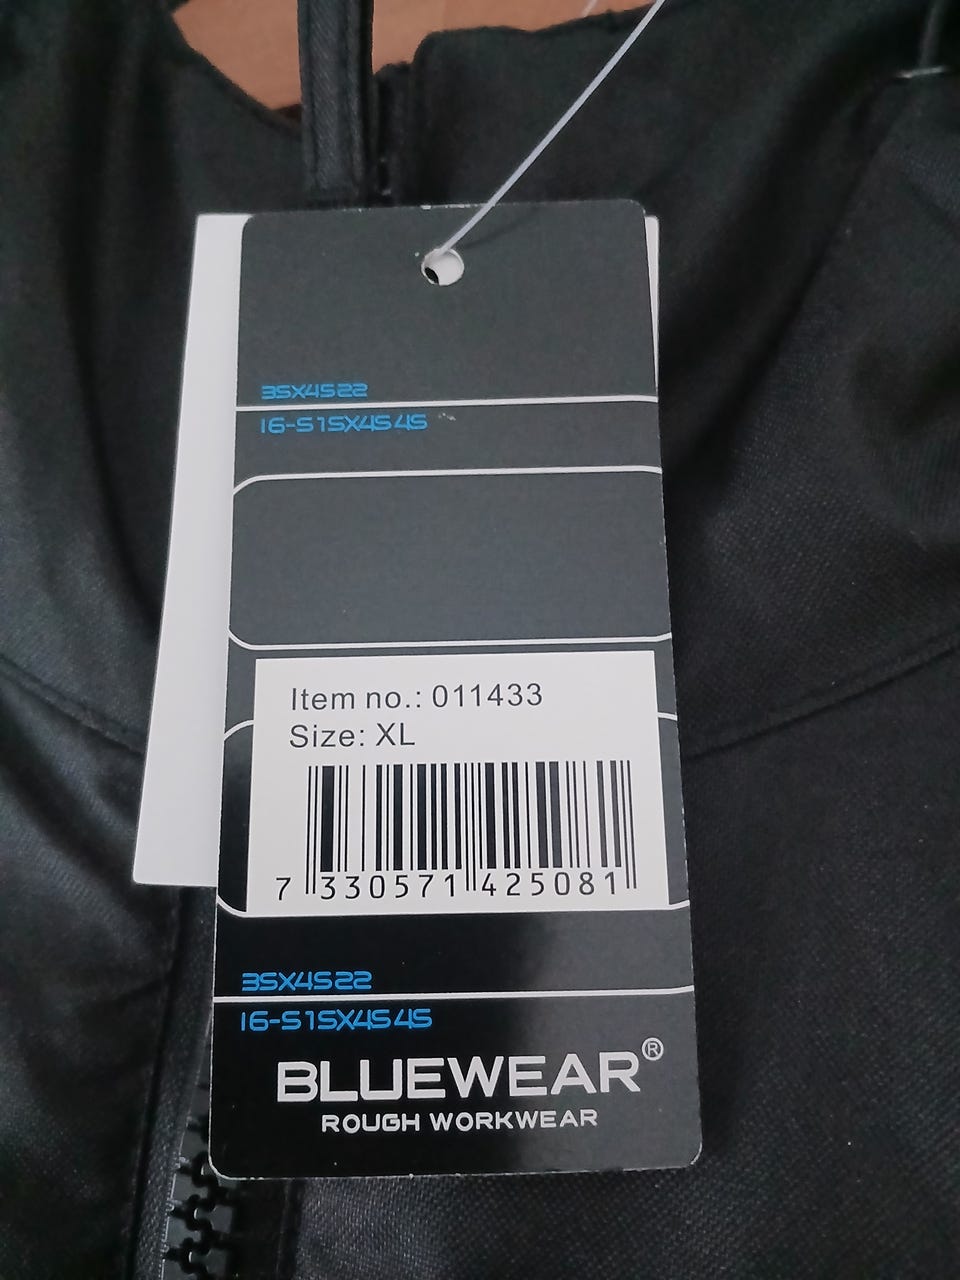 3SX4S22
16-S1SX4S4S
Item no.: 011433
Size: XL
7 330571 425081
3SX4S22
16-S1SX4S4S
BLUEWEAR®
ROUGH WORKWEAR